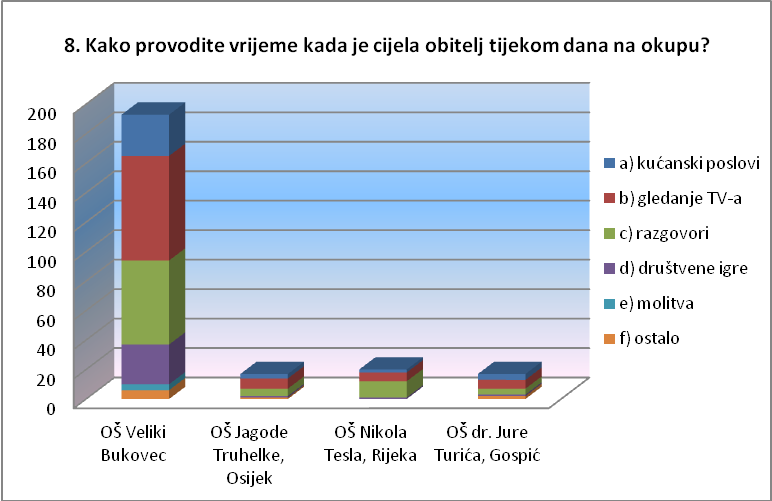 8. Kako provodite vrijeme kada je cijela obitelj tijekom dana na okupu?
200
180
160
140
120
100
80
60
40
20
0
a) kućanski poslovi
b) gledanje TV-a
c) razgovori
d) društvene igre
e) molitva
f) ostalo
OŠ Veliki
Bukovec
OŠ Jagode
Truhelke,
Osijek
OŠ Nikola
Tesla, Rijeka
OŠ dr. Jure
Turića, Gospić